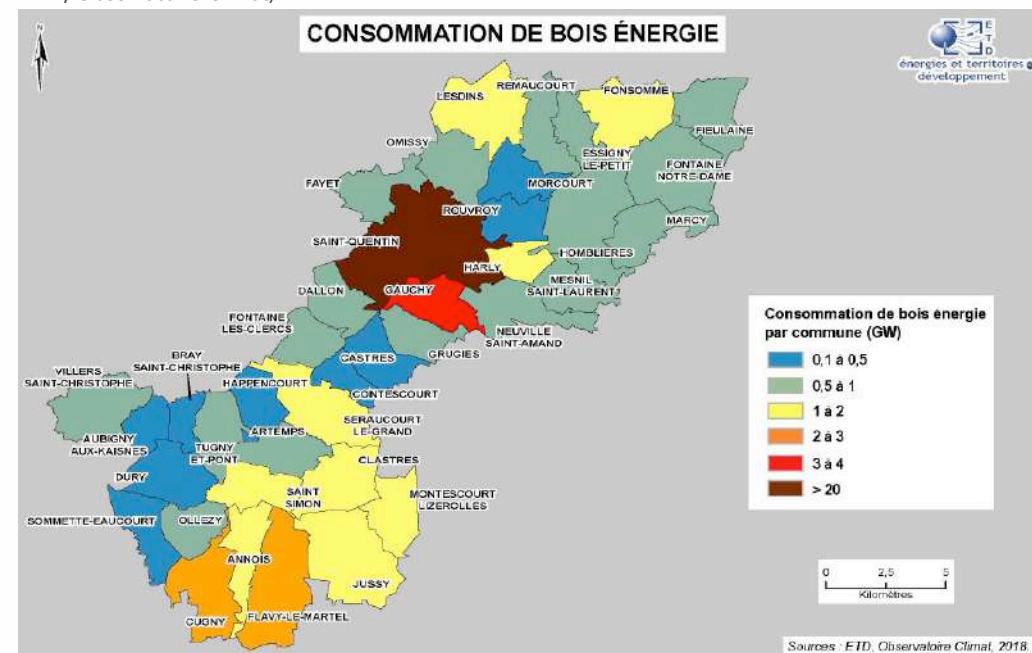 CONSOMMATION DE BOIS ÉNERGIE
N
E
T
D
énergies et territoires
développement
LESDINS
REMAUCOURT
FONSOMME
OMISSY
FIEULAINE
ESSIGNY
LE-PETIT
FONTAINE
NOTRE-DAME
FAYET
MORCOURT
ROUVROY
MARCY
SAINT-QUENTIN
HOMBLIERES
HARLY
MESNIL
SAINT-LAURENT
DALLON
GAUCHY
NEUVILLE
SAINT-AMAND
FONTAINE
LES-CLERCS
GRUGIES
CASTRES
BRAY
SAINT-CHRISTOPHE
VILLERS
SAINT-CHRISTOPHE
HAPPENCOURT
CONTESCOURT
SERAUCOURT
LE-GRAND
ARTEMPS
AUBIGNY
AUX-KAISNES
TUGNY
ET-PONT
CLASTRES
DURY
SAINT
SIMON
MONTESCOURT
LIZEROLLES
SOMMETTE-EAUCOURT
OLLEZY
ANNOIS
JUSSY
CUGNY
FLAVY-LE-MARTEL
Consommation de bois énergie
par commune (GW)
0,1 à 0,5
0,5 à 1
1 à 2
2 à 3
3 à 4
> 20
0 2,5 5
Kilomètres
Sources : ETD, Observatoire Climat, 2018